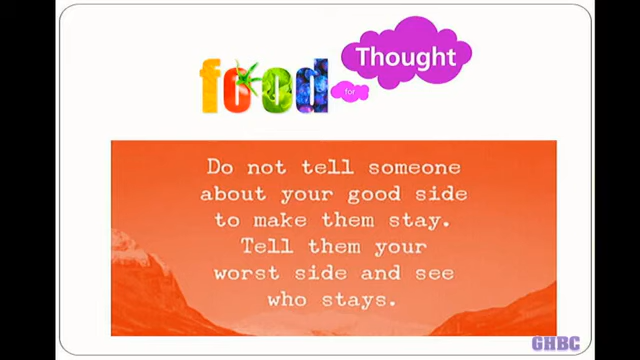 food
for
Thought
Do not tell someone
about your good side
to make them stay.
Tell them your
worst side and see
who stays.
GHBC